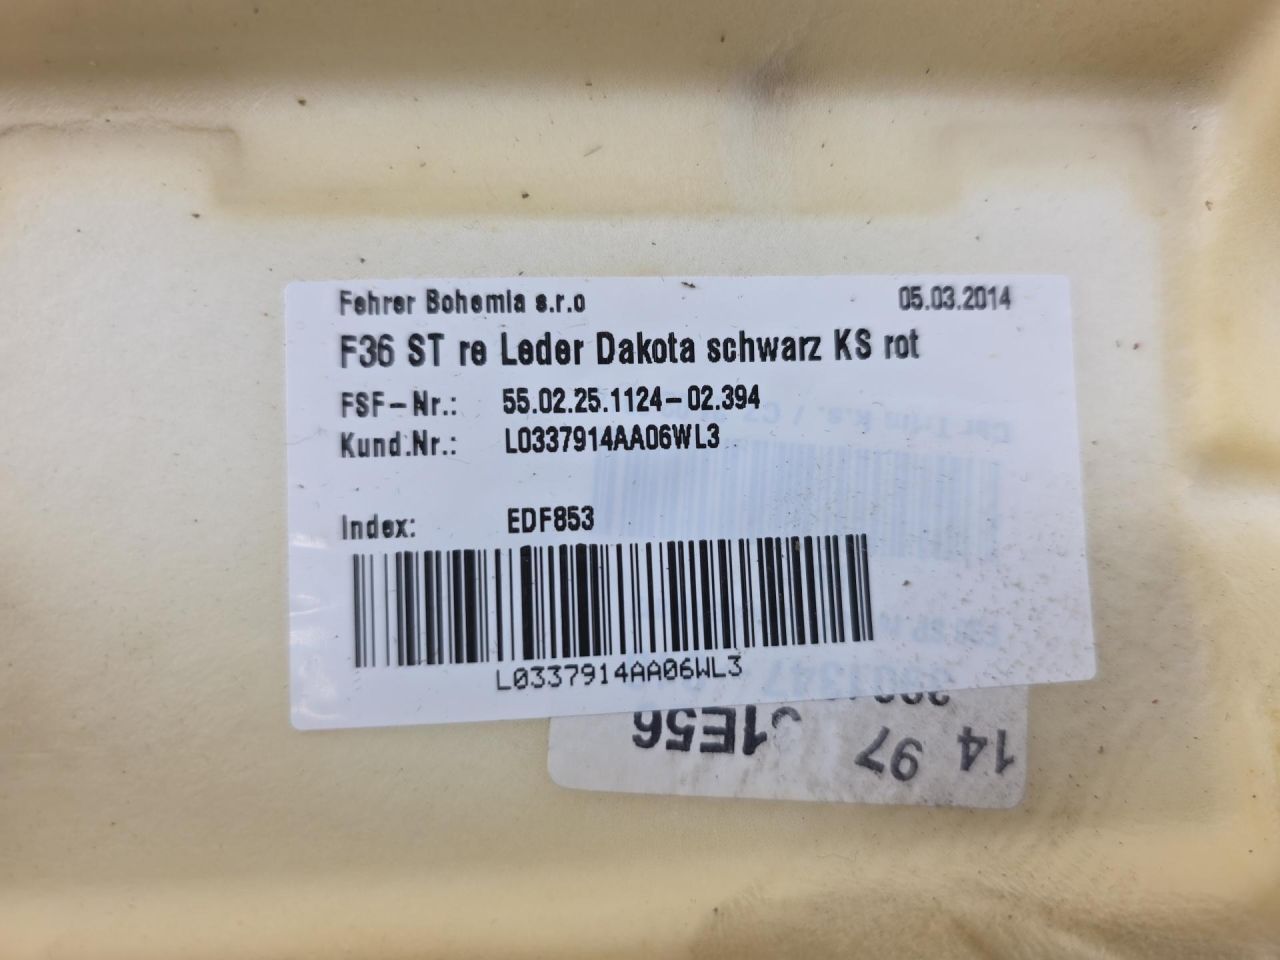 Fehrer Bohemia s.r.o 05.03.2014
F36 ST re Leder Dakota schwarz KS rot
FSF-Nr.: 55.02.25.1124-02.394
Kund.Nr.: L0337914AA06WL3
Index: EDF853
L0337914AA06WL3
14 97 1E56